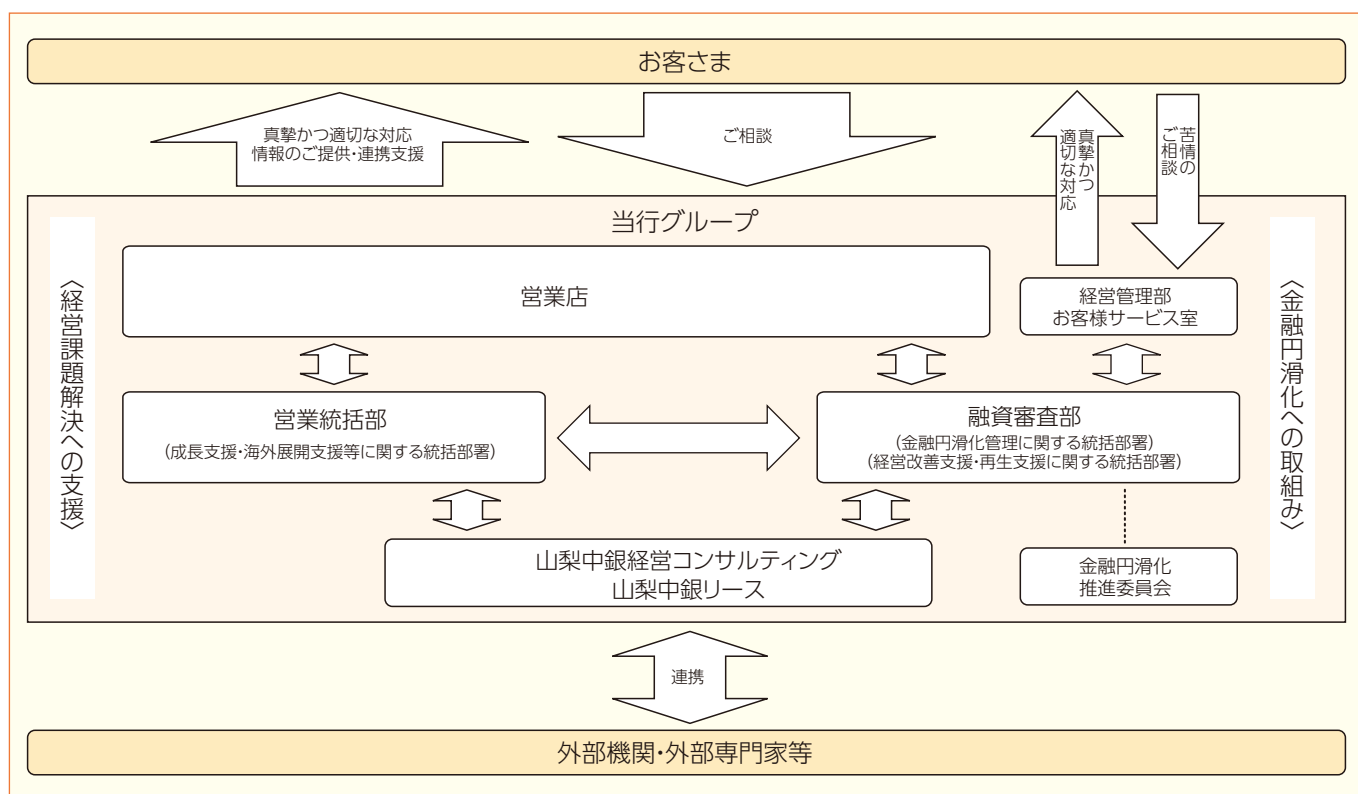 お客さま
真摯かつ適切な対応
情報のご提供・連携支援
ご相談
真摯かつ
適切な対応
苦情の
ご相談
当行グループ
〈経営課題解決への支援〉
営業店
経営管理部
お客様サービス室
〈金融円滑化への取組み〉
営業統括部
(成長支援・海外展開支援等に関する統括部署)
融資審査部
(金融円滑化管理に関する統括部署)
(経営改善支援・再生支援に関する統括部署)
山梨中銀経営コンサルティング
山梨中銀リース
金融円滑化
推進委員会
連携
外部機関・外部専門家等